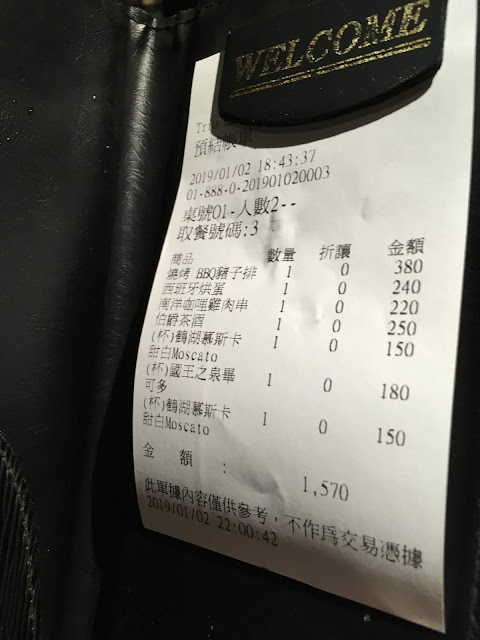 WELCOME
預結帳單
2019/01/02 18:43:37
01-888-0-201901020003
桌號01-人數2--
取餐號碼:3
商品 數量 折讓 金額
燒烤 BBQ豬子排 1 0 380
西班牙烘蛋 1 0 240
南洋咖哩雞肉串 1 0 220
伯爵茶酒 1 0 250
(杯)鶴湖慕斯卡 1 0 150
甜白Moscato
(杯)國王之泉畢 1 0 180
可多
(杯)鶴湖慕斯卡 1 0 150
甜白Moscato
金 額 : 1,570
此單據內容僅供參考，不作為交易憑據
2019/01/02 22:00:42